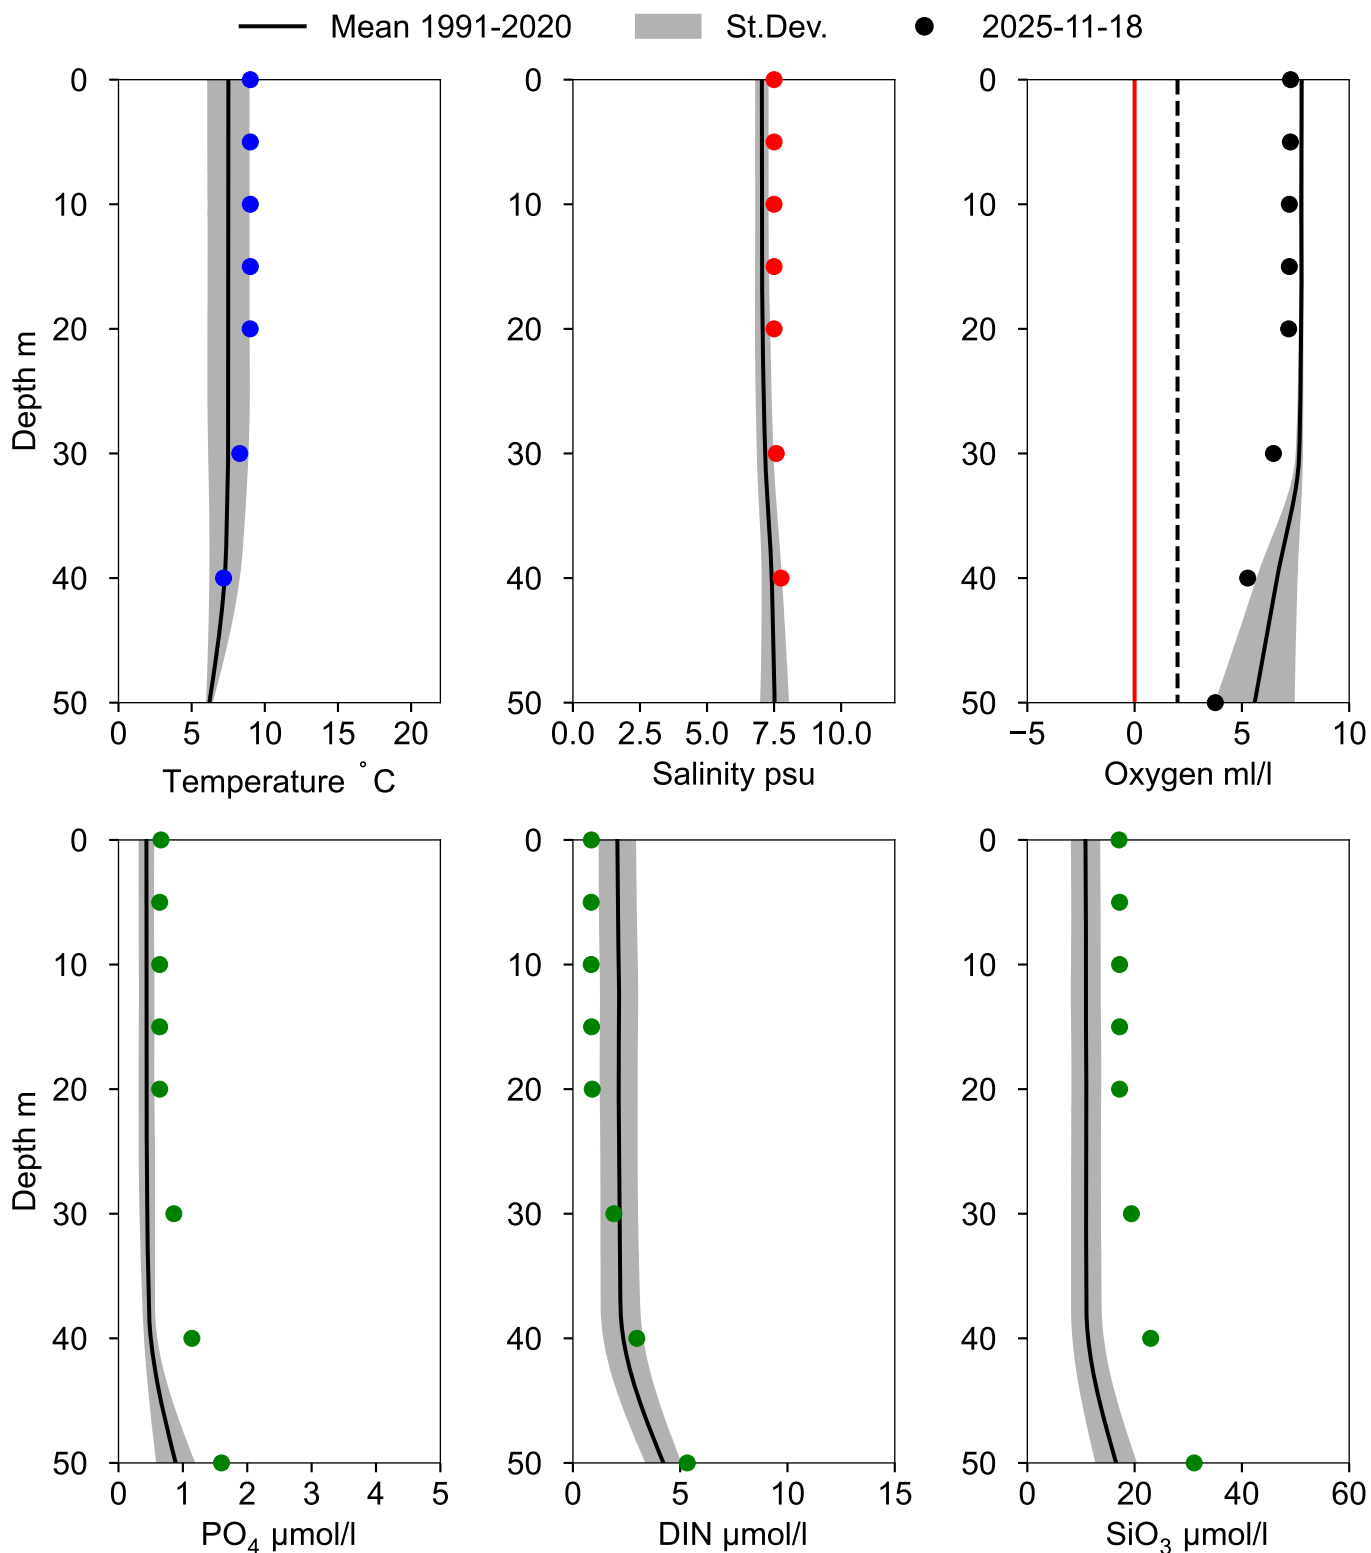 Mean 1991-2020 St.Dev. 2025-11-18
0 0 0
10 10 10
20 20 20
30 30 30
40 40 40
50 50 50
Depth m
0 5 10 15 20 0.0 2.5 5.0 7.5 10.0 −5 0 5 10
Temperature °C Salinity psu Oxygen ml/l
0 0 0
10 10 10
20 20 20
30 30 30
40 40 40
50 50 50
Depth m
0 1 2 3 4 5 0 5 10 15 0 20 40 60
PO₄ µmol/l DIN µmol/l SiO₃ µmol/l